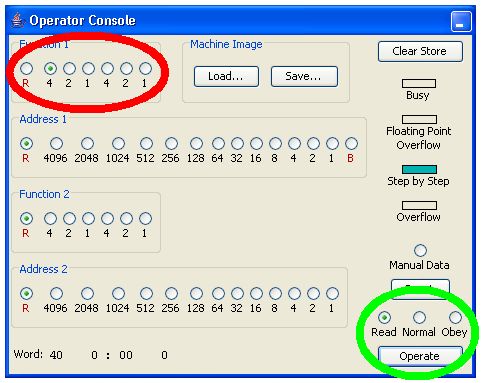 Operator Console
Function 1
R 4 2 1 4 2 1
Machine Image
Load... Save...
Clear Store
Busy
Floating Point
Overflow
Step by Step
Overflow
Address 1
R 4096 2048 1024 512 256 128 64 32 16 8 4 2 1 B
Function 2
R 4 2 1 4 2 1
Address 2
R 4096 2048 1024 512 256 128 64 32 16 8 4 2 1
Manual Data
Read Normal Obey
Operate
Word: 40 0 : 00 0